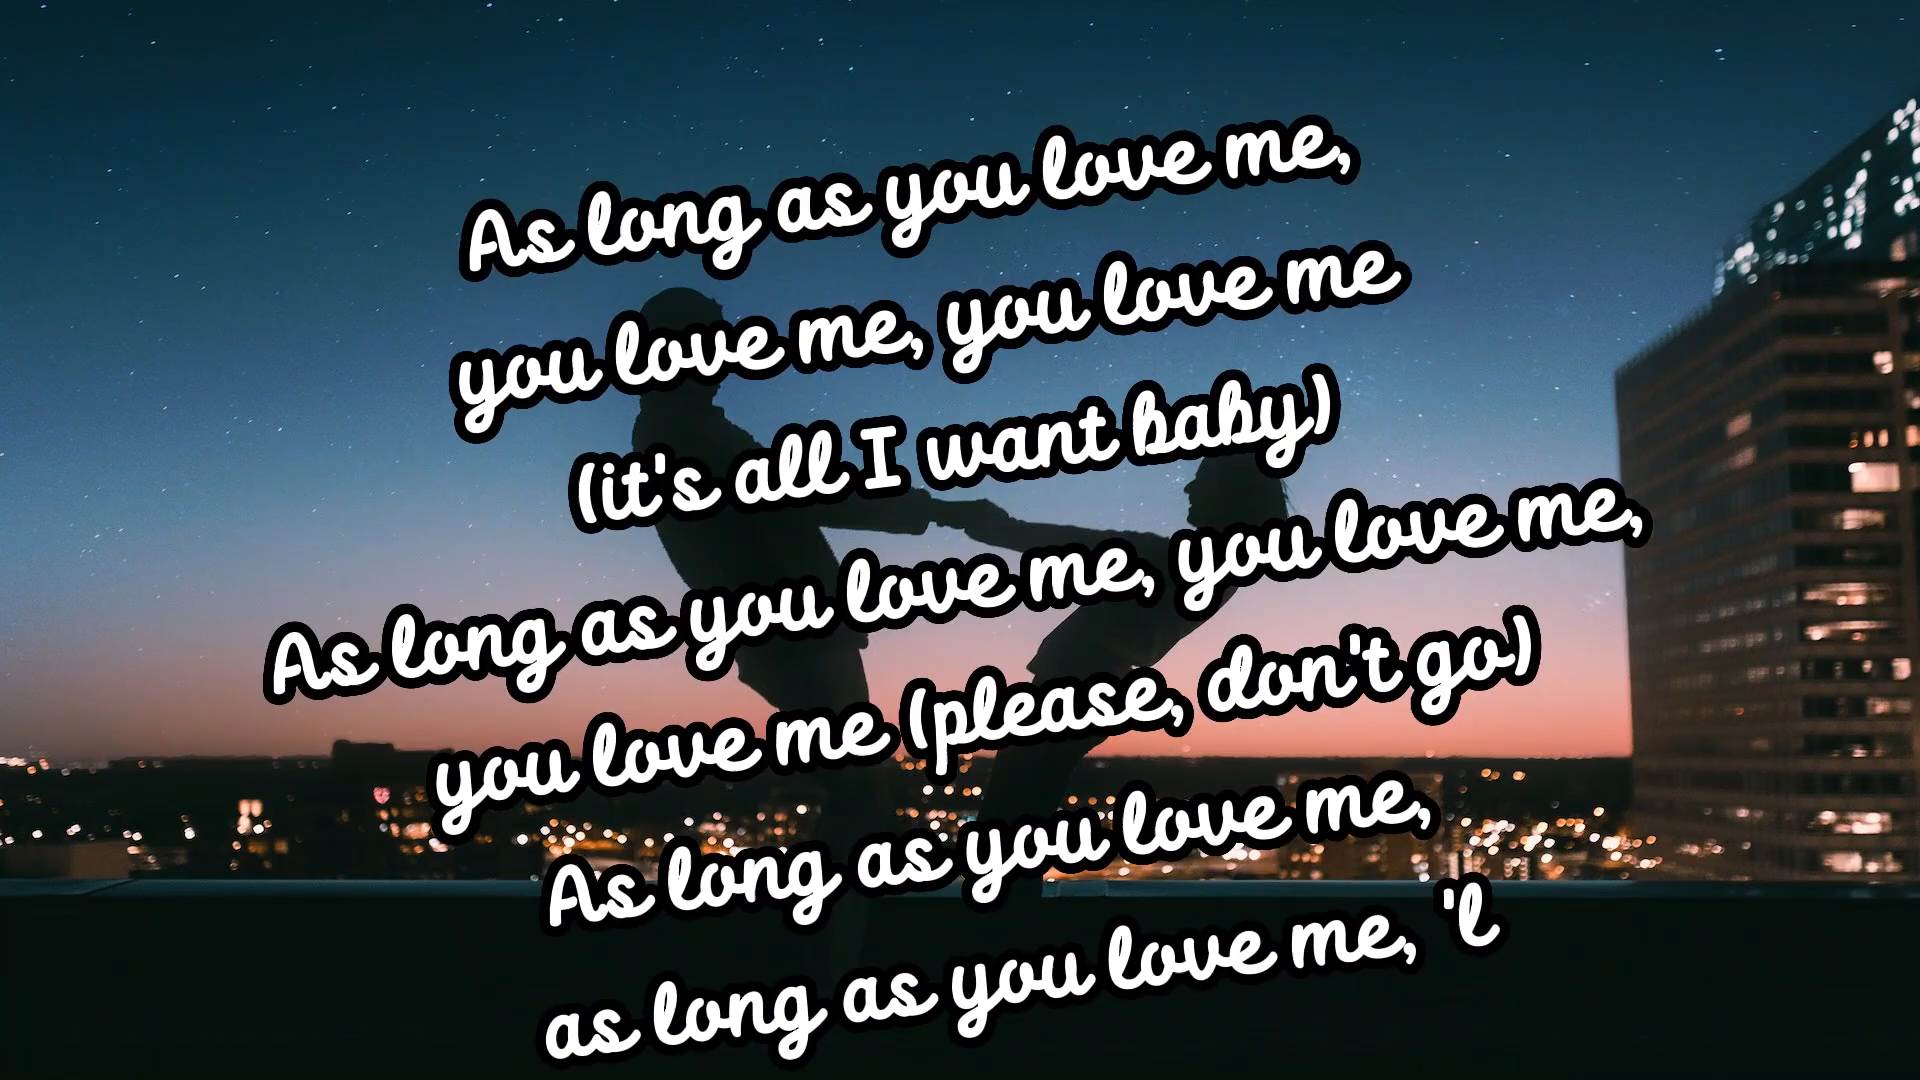 As long as you love me,
you love me, you love me
(it's all I want baby)
As long as you love me, you love me,
you love me (please, don't go)
As long as you love me,
as long as you love me, 'l